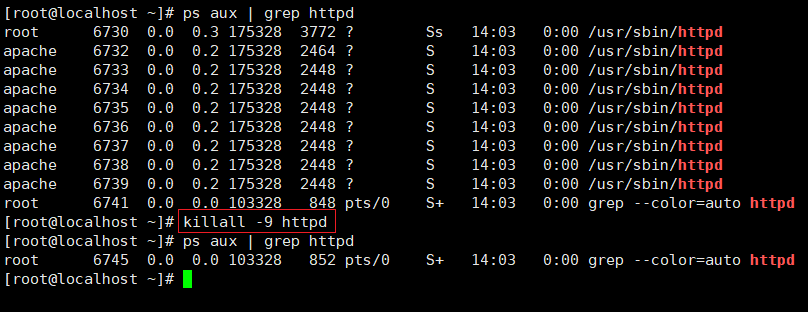 [root@localhost ~]# ps aux | grep httpd
root      6730  0.0  0.3 175328  3772 ?        Ss   14:03   0:00 /usr/sbin/httpd
apache    6732  0.0  0.2 175328  2464 ?        S    14:03   0:00 /usr/sbin/httpd
apache    6733  0.0  0.2 175328  2448 ?        S    14:03   0:00 /usr/sbin/httpd
apache    6734  0.0  0.2 175328  2448 ?        S    14:03   0:00 /usr/sbin/httpd
apache    6735  0.0  0.2 175328  2448 ?        S    14:03   0:00 /usr/sbin/httpd
apache    6736  0.0  0.2 175328  2448 ?        S    14:03   0:00 /usr/sbin/httpd
apache    6737  0.0  0.2 175328  2448 ?        S    14:03   0:00 /usr/sbin/httpd
apache    6738  0.0  0.2 175328  2448 ?        S    14:03   0:00 /usr/sbin/httpd
apache    6739  0.0  0.2 175328  2448 ?        S    14:03   0:00 /usr/sbin/httpd
root      6741  0.0  0.0 103328   848 pts/0    S+   14:03   0:00 grep --color=auto httpd
[root@localhost ~]# killall -9 httpd
[root@localhost ~]# ps aux | grep httpd
root      6745  0.0  0.0 103328   852 pts/0    S+   14:03   0:00 grep --color=auto httpd
[root@localhost ~]#